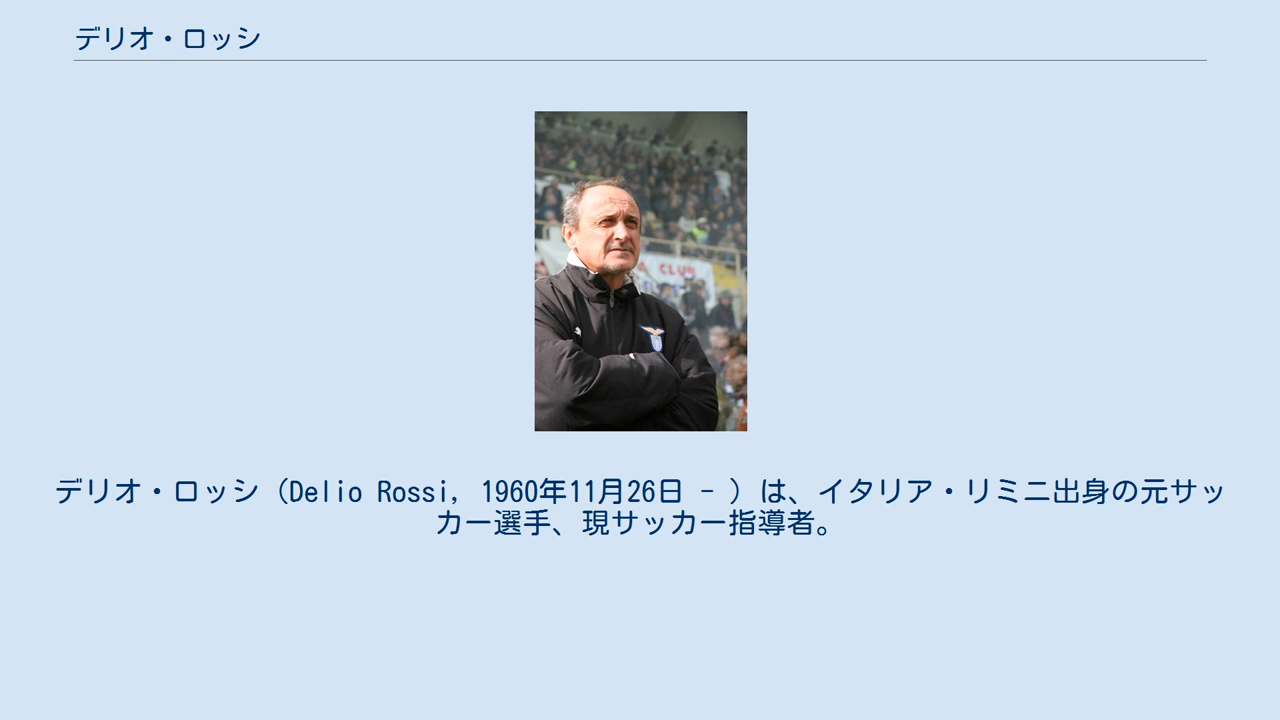 デリオ・ロッシ
A CLUB
デリオ・ロッシ（Delio Rossi, 1960年11月26日 - ）は、イタリア・リミニ出身の元サッ
カー選手、現サッカー指導者。